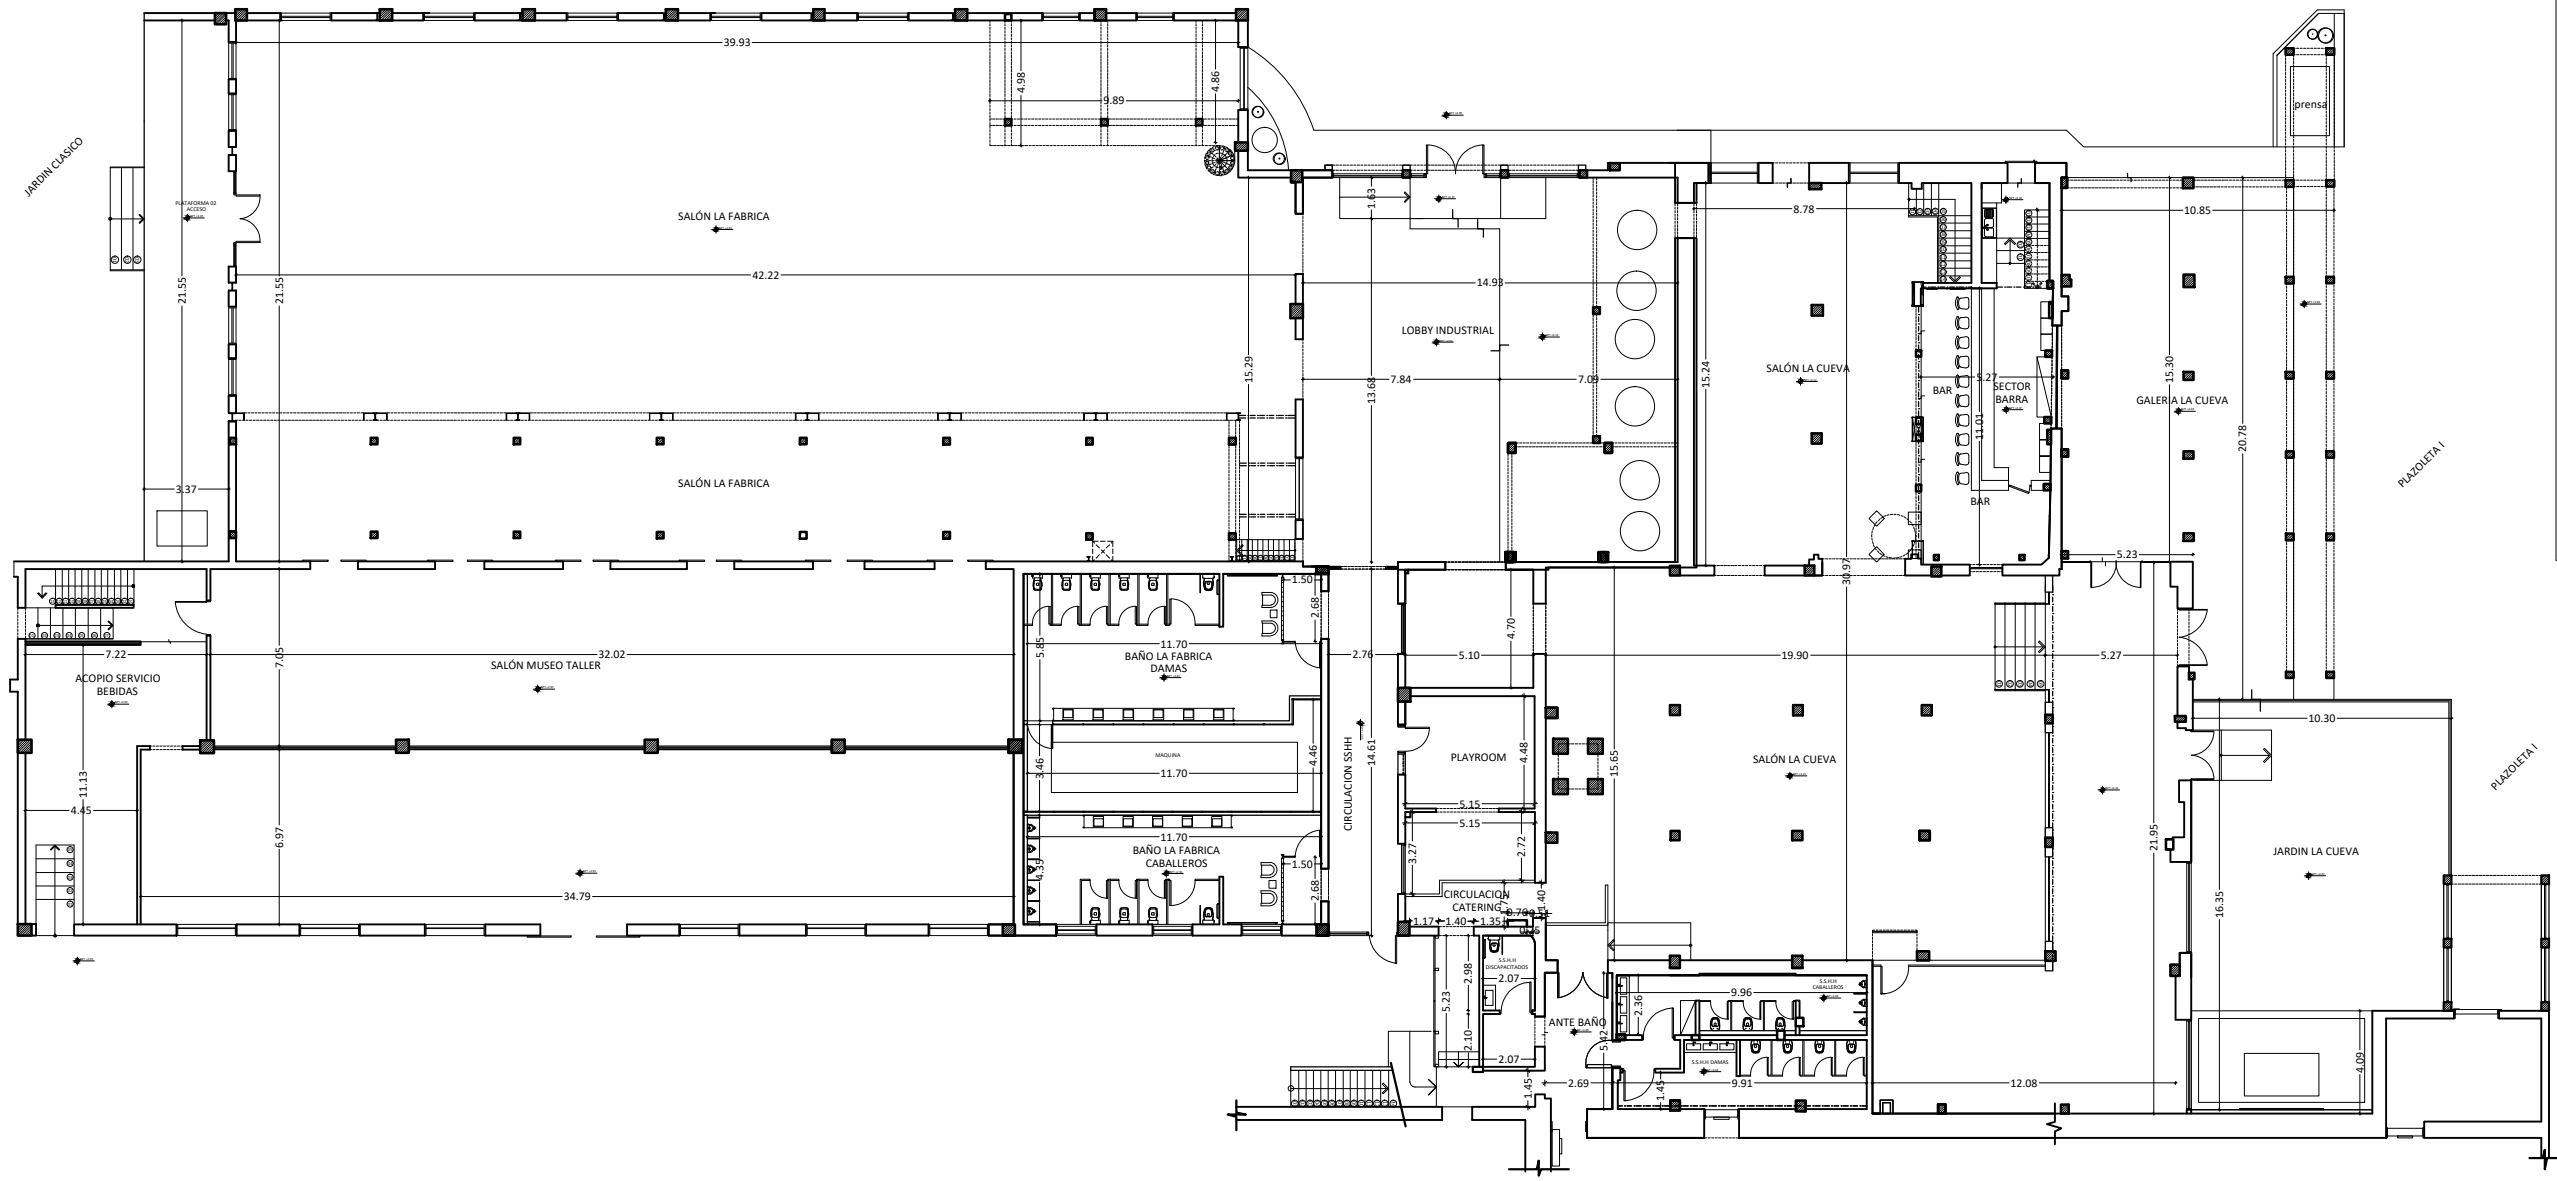 39.93
4.98
4.86
9.89
prensa
JARDIN CLASICO
PLATAFORMA 02
ACCESO
SALÓN LA FABRICA
1.63
8.78
10.85
21.55
21.55
42.22
14.93
LOBBY INDUSTRIAL
15.29
13.68
7.84
7.09
15.24
SALÓN LA CUEVA
5.27
BAR
SECTOR
BARRA
11.01
BAR
15.30
GALERIA LA CUEVA
20.78
PLAZOLETA I
3.37
SALÓN LA FABRICA
5.23
30.97
1.50
2.68
7.22
7.05
32.02
SALÓN MUSEO TALLER
ACOPIO SERVICIO
BEBIDAS
5.85
11.70
BAÑO LA FABRICA
DAMAS
2.76
4.70
5.10
19.90
5.27
10.30
PLAZOLETA I
11.13
4.45
6.97
34.79
MAQUINA
3.46
11.70
4.46
CIRCULACION SSHH
14.61
PLAYROOM
4.48
5.15
5.15
15.65
SALÓN LA CUEVA
21.95
JARDIN LA CUEVA
16.35
11.70
BAÑO LA FABRICA
CABALLEROS
4.35
1.50
2.68
3.27
2.72
CIRCULACION
CATERING
1.40
1.17
1.40
1.35
S.S.H.H
DISCAPACITADOS
2.07
2.98
5.23
2.10
2.07
1.45
ANTE BAÑO
5.42
2.69
2.36
9.96
S.S.H.H
CABALLEROS
S.S.H.H DAMAS
9.91
1.45
12.08
4.09